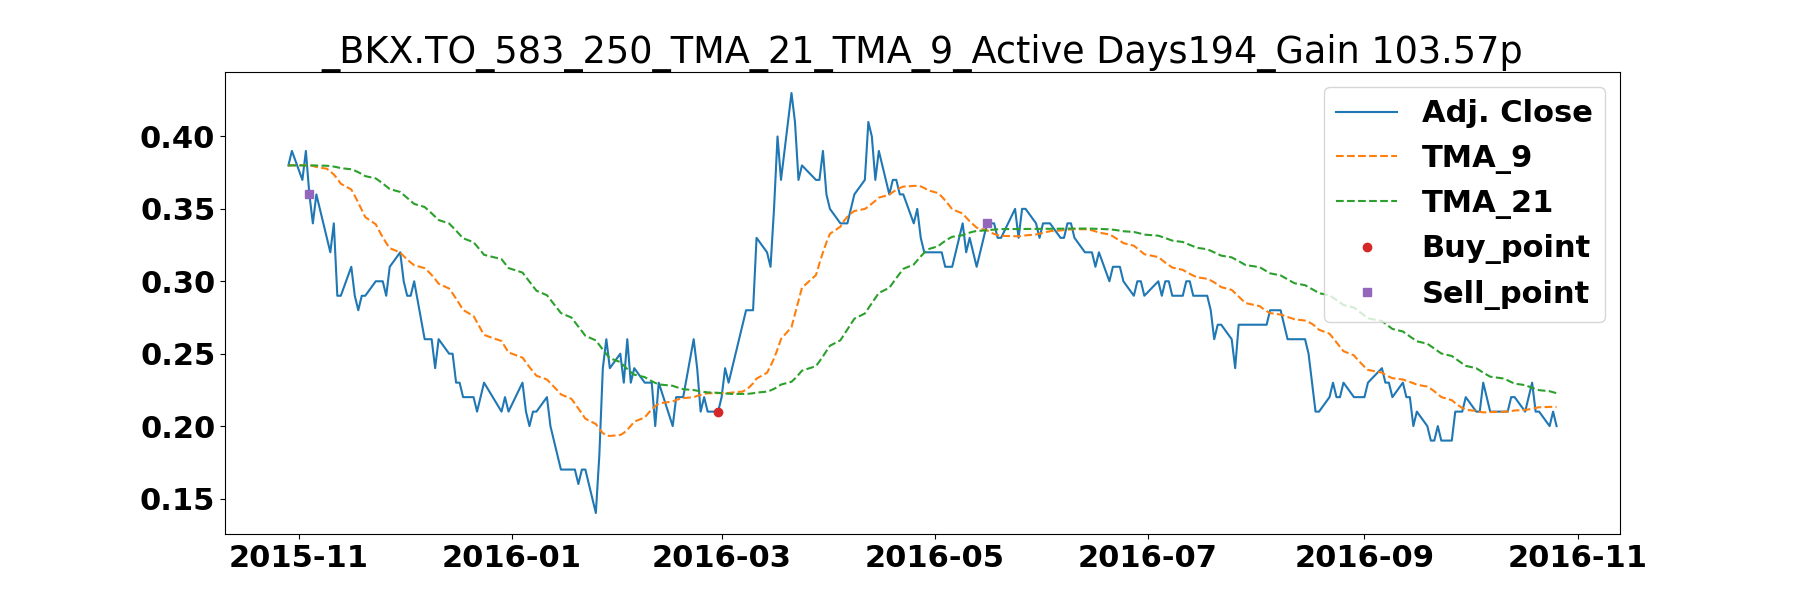 _BKX.TO_583_250_TMA_21_TMA_9_Active Days194_Gain 103.57p
Adj. Close
TMA_9
TMA_21
Buy_point
Sell_point
0.40
0.35
0.30
0.25
0.20
0.15
2015-11 2016-01 2016-03 2016-05 2016-07 2016-09 2016-11